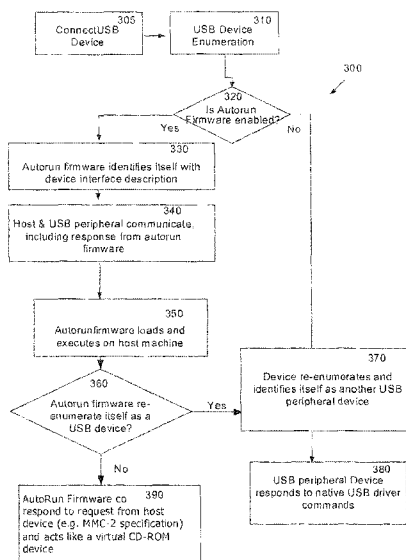 305
ConnectUSB
Device
310
USB Device
Enumeration
300
320
Is Autorun
Firmware enabled?
Yes
No
330
Autorun firmware identifies itself with
device interface description
340
Host & USB peripheral communicate,
including response from autorun
firmware
350
Autorunfirmware loads and
executes on host machine
360
Autorun firmware re-
enumerate itself as a
USB device?
Yes
No
370
Device re-enumerates and
identifies itself as another USB
peripheral device
380
USB peripheral Device
responds to native USB driver
commands
390
AutoRun Firmware co
respond to request from host
device (e.g. MMC-2 specification)
and acts like a virtual CD-ROM
device